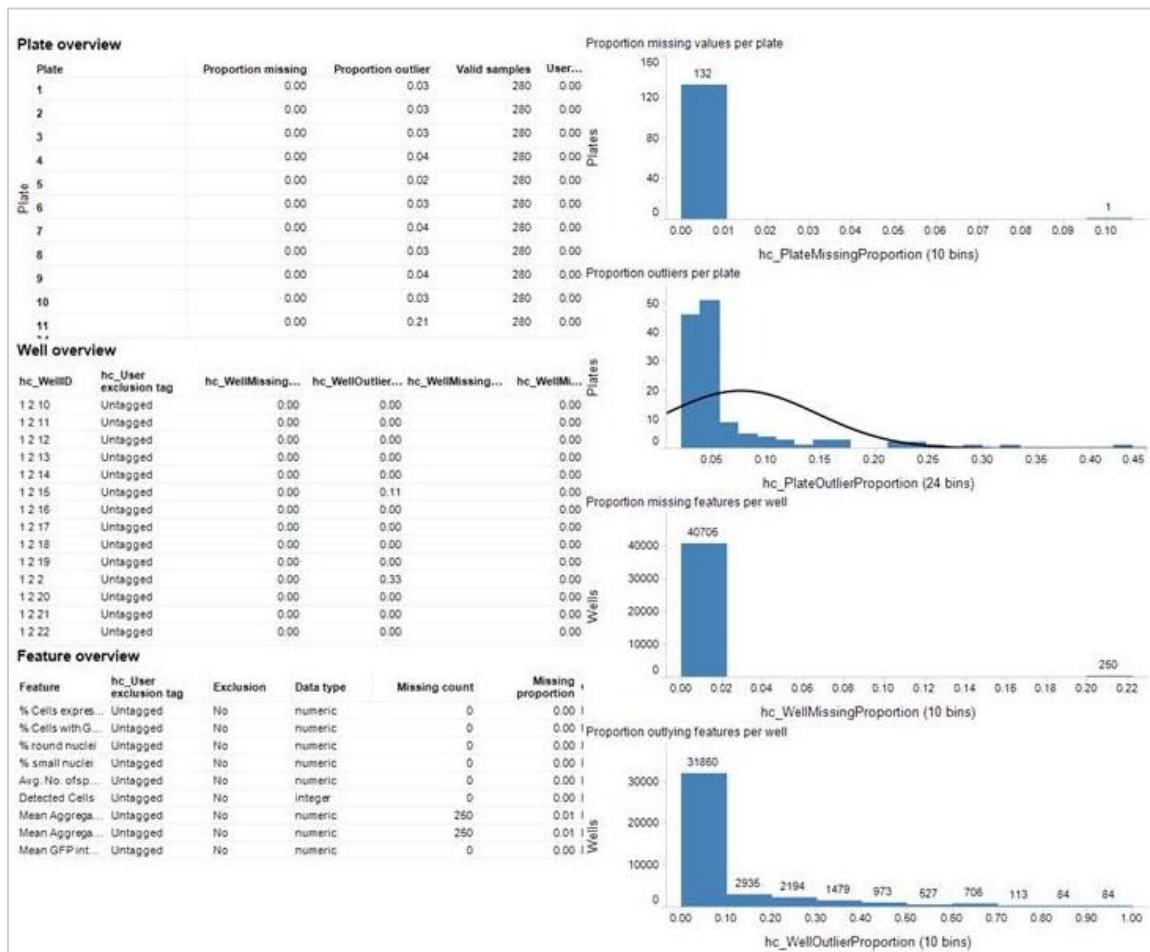 Plate overview
Plate Proportion missing Proportion outlier Valid samples User...
1 0.00 0.03 280 0.00
2 0.00 0.03 280 0.00
3 0.00 0.03 280 0.00
4 0.00 0.04 280 0.00
5 0.00 0.02 280 0.00
6 0.00 0.03 280 0.00
7 0.00 0.04 280 0.00
8 0.00 0.03 280 0.00
9 0.00 0.04 280 0.00
10 0.00 0.03 280 0.00
11 0.00 0.21 280 0.00
Plate
Well overview
hc_WellID hc_User exclusion tag hc_WellMissing... hc_WellOutlier... hc_WellMissing... hc_WellMi...
1 2 10 Untagged 0.00 0.00 0.00
1 2 11 Untagged 0.00 0.00 0.00
1 2 12 Untagged 0.00 0.00 0.00
1 2 13 Untagged 0.00 0.00 0.00
1 2 14 Untagged 0.00 0.00 0.00
1 2 15 Untagged 0.00 0.11 0.00
1 2 16 Untagged 0.00 0.00 0.00
1 2 17 Untagged 0.00 0.00 0.00
1 2 18 Untagged 0.00 0.00 0.00
1 2 19 Untagged 0.00 0.00 0.00
1 2 2 Untagged 0.00 0.33 0.00
1 2 20 Untagged 0.00 0.00 0.00
1 2 21 Untagged 0.00 0.00 0.00
1 2 22 Untagged 0.00 0.00 0.00
Feature overview
Feature hc_User exclusion tag Exclusion Data type Missing count Missing proportion
% Cells expres... Untagged No numeric 0 0.00
% Cells with G... Untagged No numeric 0 0.00
% round nuclei Untagged No numeric 0 0.00
% small nuclei Untagged No numeric 0 0.00
Avg. No. of sp... Untagged No numeric 0 0.00
Detected Cells Untagged No integer 0 0.00
Mean Aggrega... Untagged No numeric 250 0.01
Mean Aggrega... Untagged No numeric 250 0.01
Mean GFP int... Untagged No numeric 0 0.00
Proportion missing values per plate
160
120
80
40
0
Plates
132
1
0.00 0.01 0.02 0.03 0.04 0.05 0.06 0.07 0.08 0.09 0.10
hc_PlateMissingProportion (10 bins)
Proportion outliers per plate
50
40
30
20
10
0
Plates
0.05 0.10 0.15 0.20 0.25 0.30 0.35 0.40 0.45
hc_PlateOutlierProportion (24 bins)
Proportion missing features per well
40000
30000
20000
10000
0
Wells
40706
250
0.00 0.02 0.04 0.06 0.08 0.10 0.12 0.14 0.16 0.18 0.20 0.22
hc_WellMissingProportion (10 bins)
Proportion outlying features per well
30000
20000
10000
0
Wells
31860
2935 2194 1479 973 527 706 113 84 84
0.00 0.10 0.20 0.30 0.40 0.50 0.60 0.70 0.80 0.90 1.00
hc_WellOutlierProportion (10 bins)